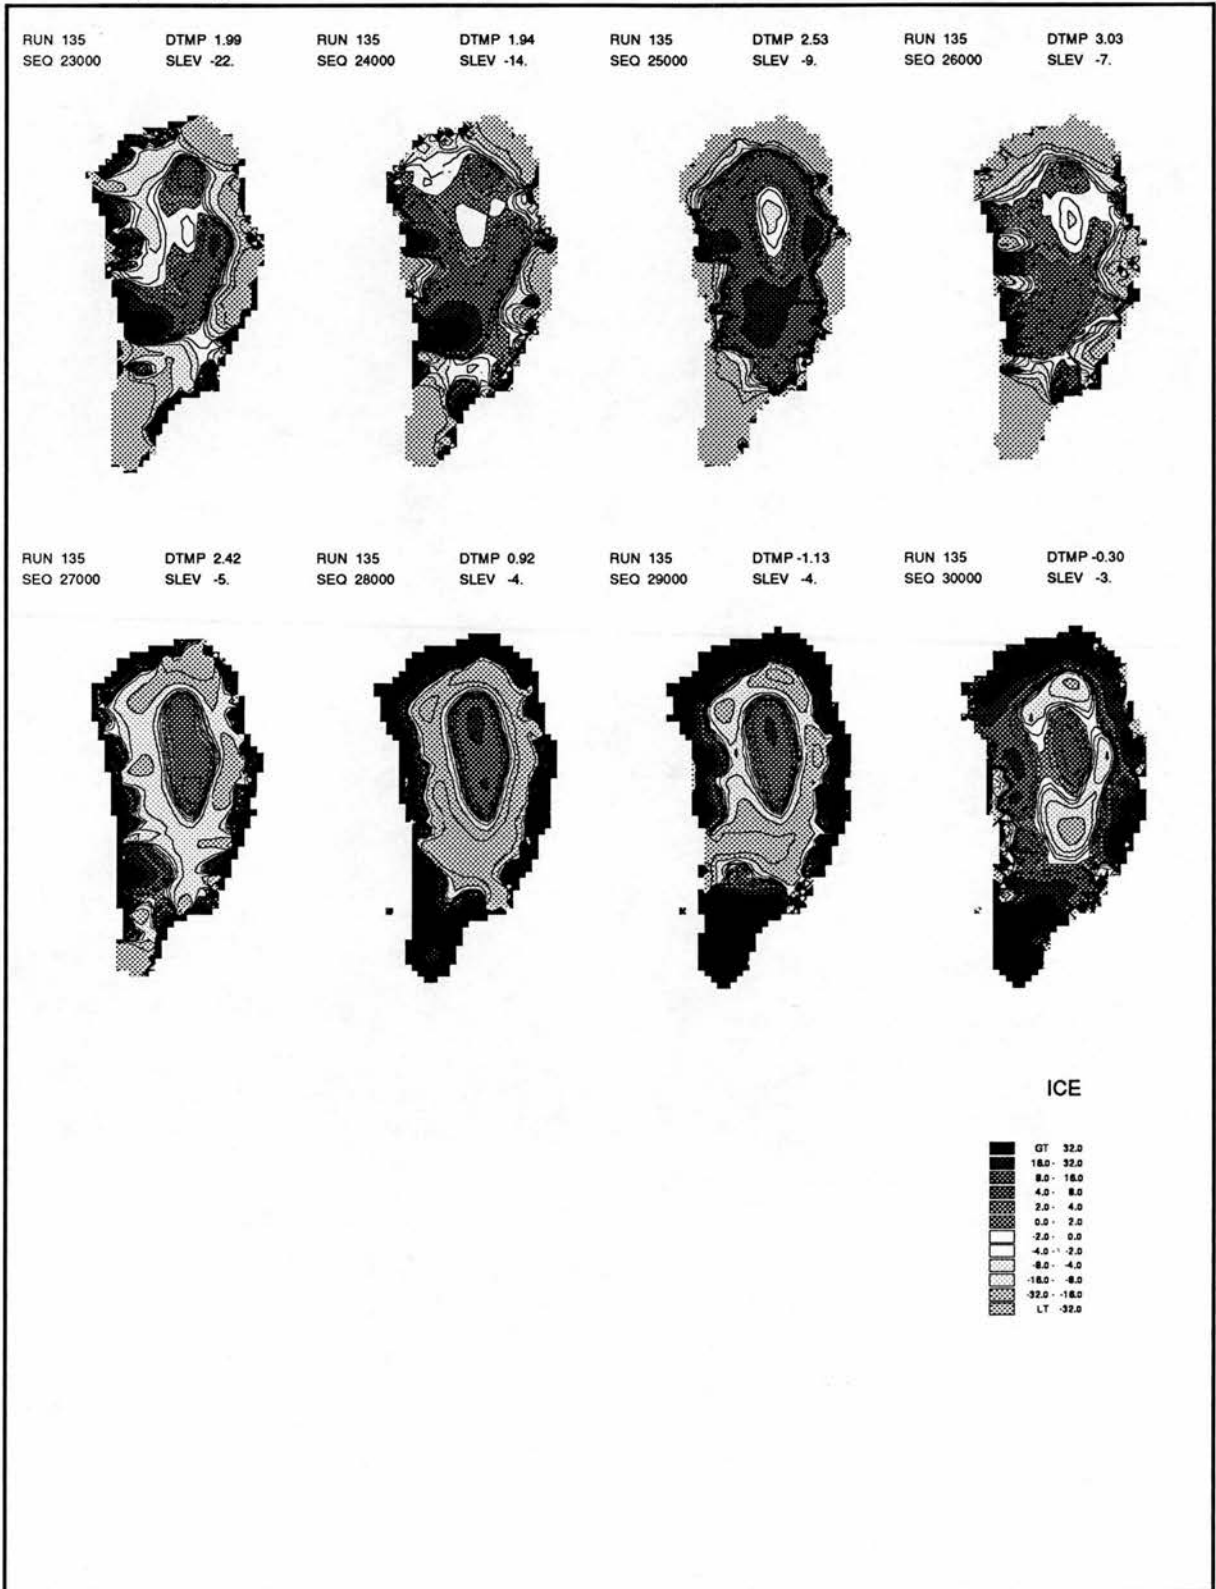 RUN 135 DTMP 1.99 RUN 135 DTMP 1.94 RUN 135 DTMP 2.53 RUN 135 DTMP 3.03
SEQ 23000 SLEV -22. SEQ 24000 SLEV -14. SEQ 25000 SLEV -9. SEQ 26000 SLEV -7.
RUN 135 DTMP 2.42 RUN 135 DTMP 0.92 RUN 135 DTMP -1.13 RUN 135 DTMP -0.30
SEQ 27000 SLEV -5. SEQ 28000 SLEV -4. SEQ 29000 SLEV -4. SEQ 30000 SLEV -3.
ICE
GT 32.0
16.0 - 32.0
8.0 - 16.0
4.0 - 8.0
2.0 - 4.0
0.0 - 2.0
-2.0 - 0.0
-4.0 - -2.0
-8.0 - -4.0
-16.0 - -8.0
-32.0 - -16.0
LT -32.0